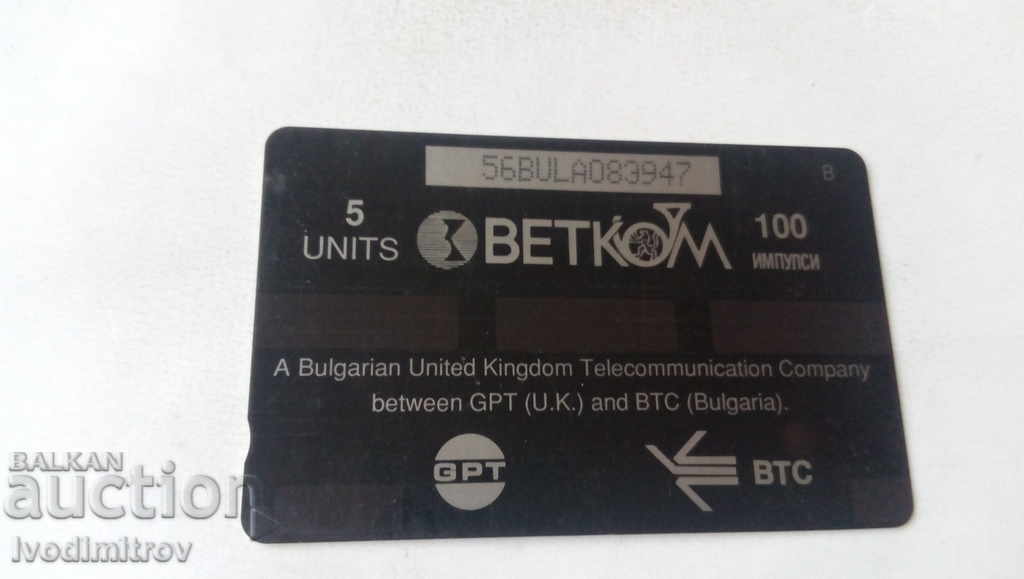 56BULA083947
B
5
UNITS
BETKOM
100
ИМПУЛСИ
A Bulgarian United Kingdom Telecommunication Company
between GPT (U.K.) and BTC (Bulgaria).
GPT
BTC
BALKAN
auction
Ivodimitrov